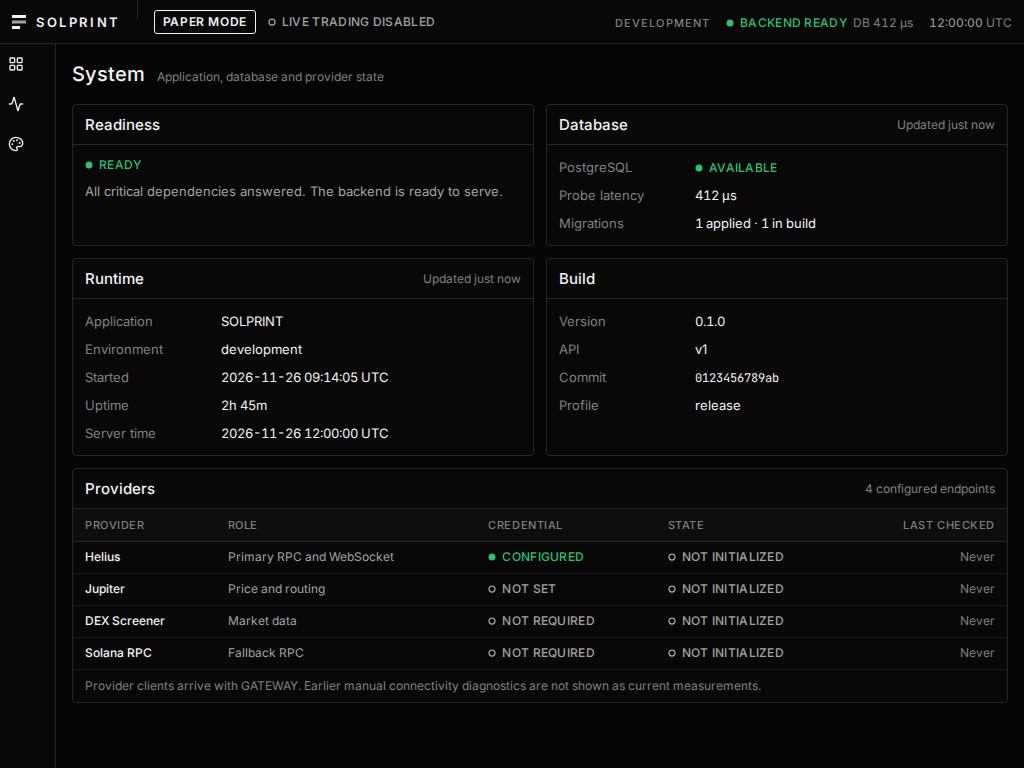 SOLPRINT PAPER MODE LIVE TRADING DISABLED DEVELOPMENT BACKEND READY DB 412 µs 12:00:00 UTC
System Application, database and provider state
Readiness
READY
All critical dependencies answered. The backend is ready to serve.
Database Updated just now
PostgreSQL AVAILABLE
Probe latency 412 µs
Migrations 1 applied · 1 in build
Runtime Updated just now
Application SOLPRINT
Environment development
Started 2026-11-26 09:14:05 UTC
Uptime 2h 45m
Server time 2026-11-26 12:00:00 UTC
Build
Version 0.1.0
API v1
Commit 0123456789ab
Profile release
Providers 4 configured endpoints
PROVIDER ROLE CREDENTIAL STATE LAST CHECKED
Helius Primary RPC and WebSocket CONFIGURED NOT INITIALIZED Never
Jupiter Price and routing NOT SET NOT INITIALIZED Never
DEX Screener Market data NOT REQUIRED NOT INITIALIZED Never
Solana RPC Fallback RPC NOT REQUIRED NOT INITIALIZED Never
Provider clients arrive with GATEWAY. Earlier manual connectivity diagnostics are not shown as current measurements.